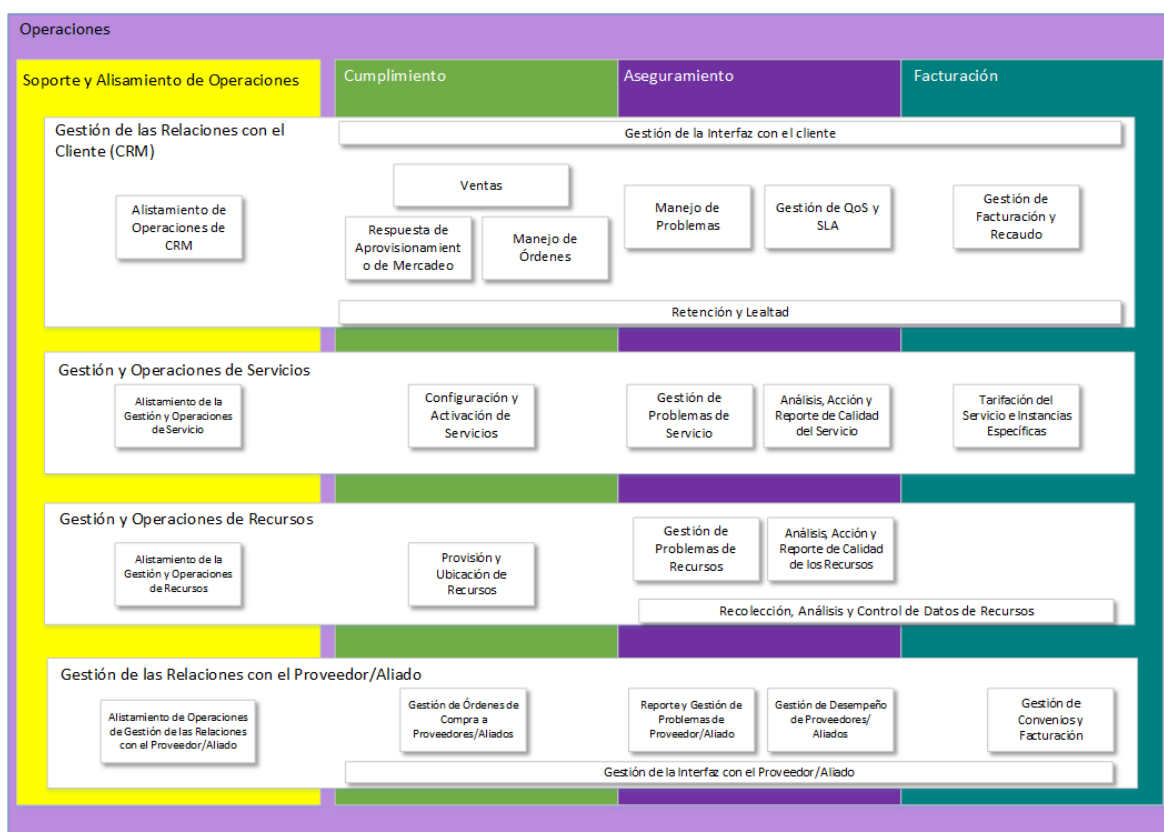 Operaciones
Soporte y Alisamiento de Operaciones
Cumplimiento
Aseguramiento
Facturación
Gestión de las Relaciones con el
Cliente (CRM)
Gestión de la Interfaz con el cliente
Ventas
Alistamiento de
Operaciones de
CRM
Respuesta de
Aprovisionamient
o de Mercadeo
Manejo de
Órdenes
Manejo de
Problemas
Gestión de QoS y
SLA
Gestión de
Facturación y
Recaudo
Retención y Lealtad
Gestión y Operaciones de Servicios
Alistamiento de la
Gestión y Operaciones
de Servicio
Configuración y
Activación de
Servicios
Gestión de
Problemas de
Servicio
Análisis, Acción y
Reporte de Calidad
del Servicio
Tarifación del
Servicio e Instancias
Específicas
Gestión y Operaciones de Recursos
Alistamiento de la
Gestión y Operaciones
de Recursos
Provisión y
Ubicación de
Recursos
Gestión de
Problemas de
Recursos
Análisis, Acción y
Reporte de Calidad
de los Recursos
Recolección, Análisis y Control de Datos de Recursos
Gestión de las Relaciones con el Proveedor/Aliado
Alistamiento de Operaciones
de Gestión de las Relaciones
con el Proveedor/Aliado
Gestión de Órdenes de
Compra a
Proveedores/Aliados
Reporte y Gestión de
Problemas de
Proveedor/Aliado
Gestión de Desempeño
de Proveedores/
Aliados
Gestión de
Convenios y
Facturación
Gestión de la Interfaz con el Proveedor/Aliado